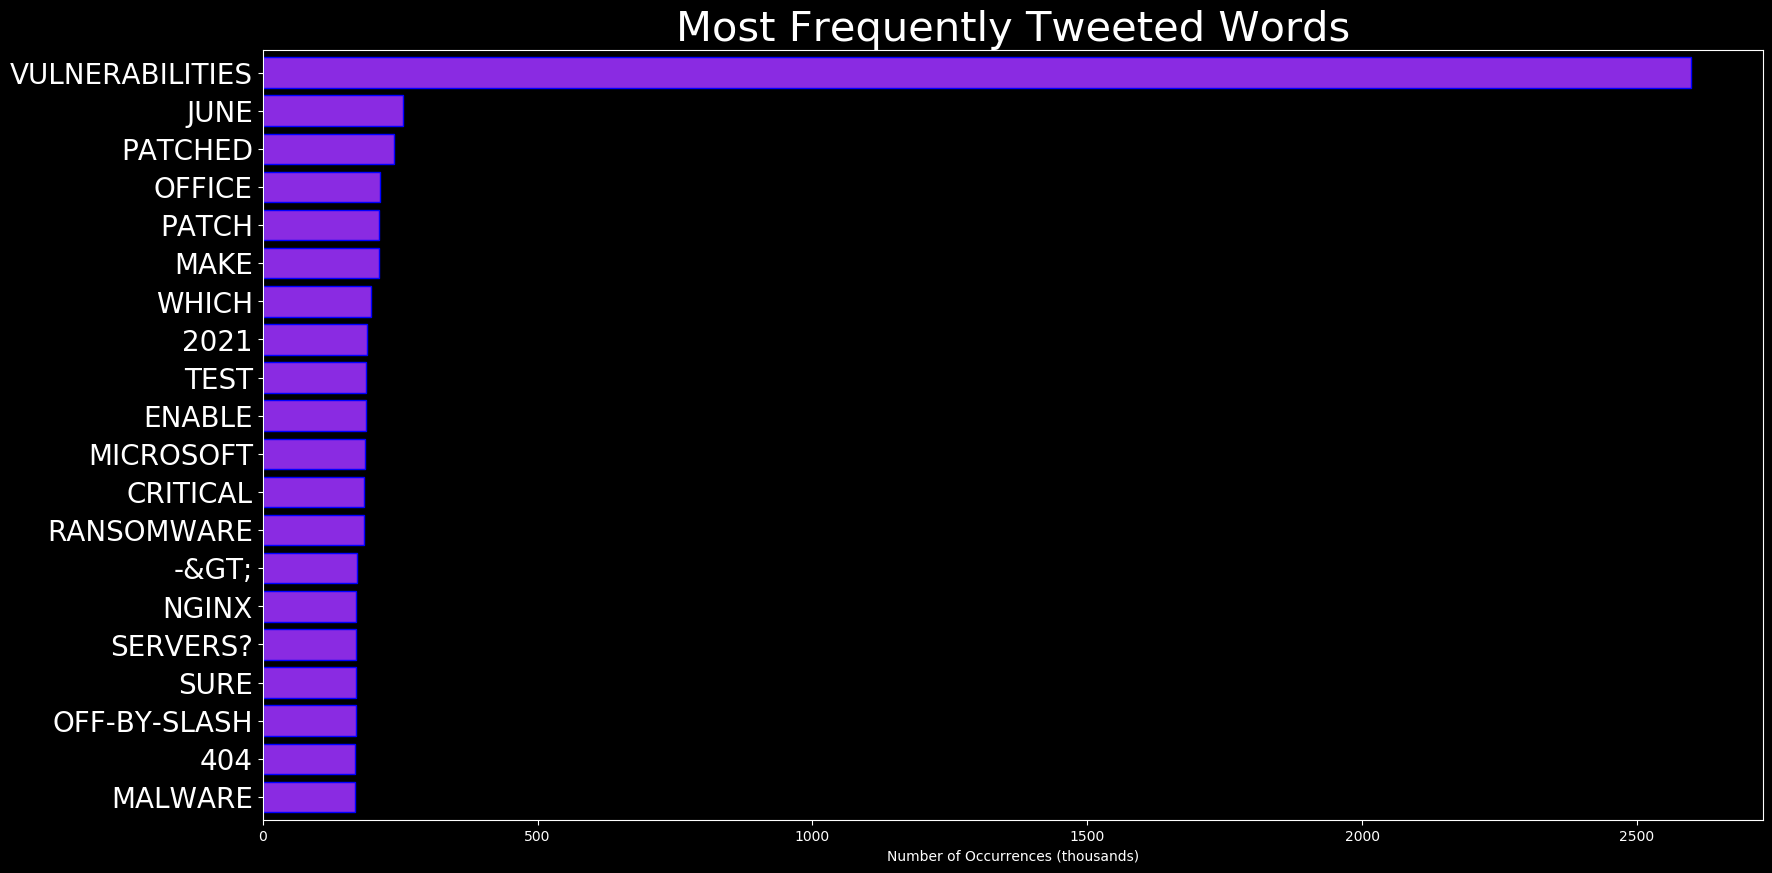 Most Frequently Tweeted Words
VULNERABILITIES
JUNE
PATCHED
OFFICE
PATCH
MAKE
WHICH
2021
TEST
ENABLE
MICROSOFT
CRITICAL
RANSOMWARE
-&GT;
NGINX
SERVERS?
SURE
OFF-BY-SLASH
404
MALWARE
0 500 1000 1500 2000 2500
Number of Occurrences (thousands)